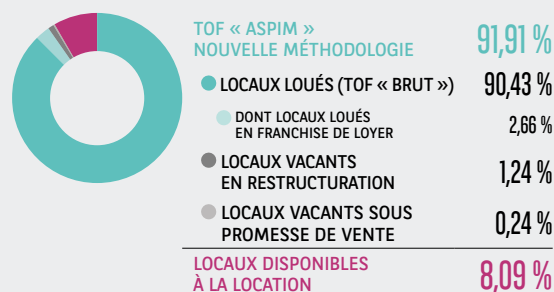 TOF « ASPIM »
NOUVELLE MÉTHODOLOGIE 91,91 %
LOCAUX LOUÉS (TOF « BRUT ») 90,43 %
DONT LOCAUX LOUÉS
EN FRANCHISE DE LOYER 2,66 %
LOCAUX VACANTS
EN RESTRUCTURATION 1,24 %
LOCAUX VACANTS SOUS
PROMESSE DE VENTE 0,24 %
LOCAUX DISPONIBLES
À LA LOCATION 8,09 %